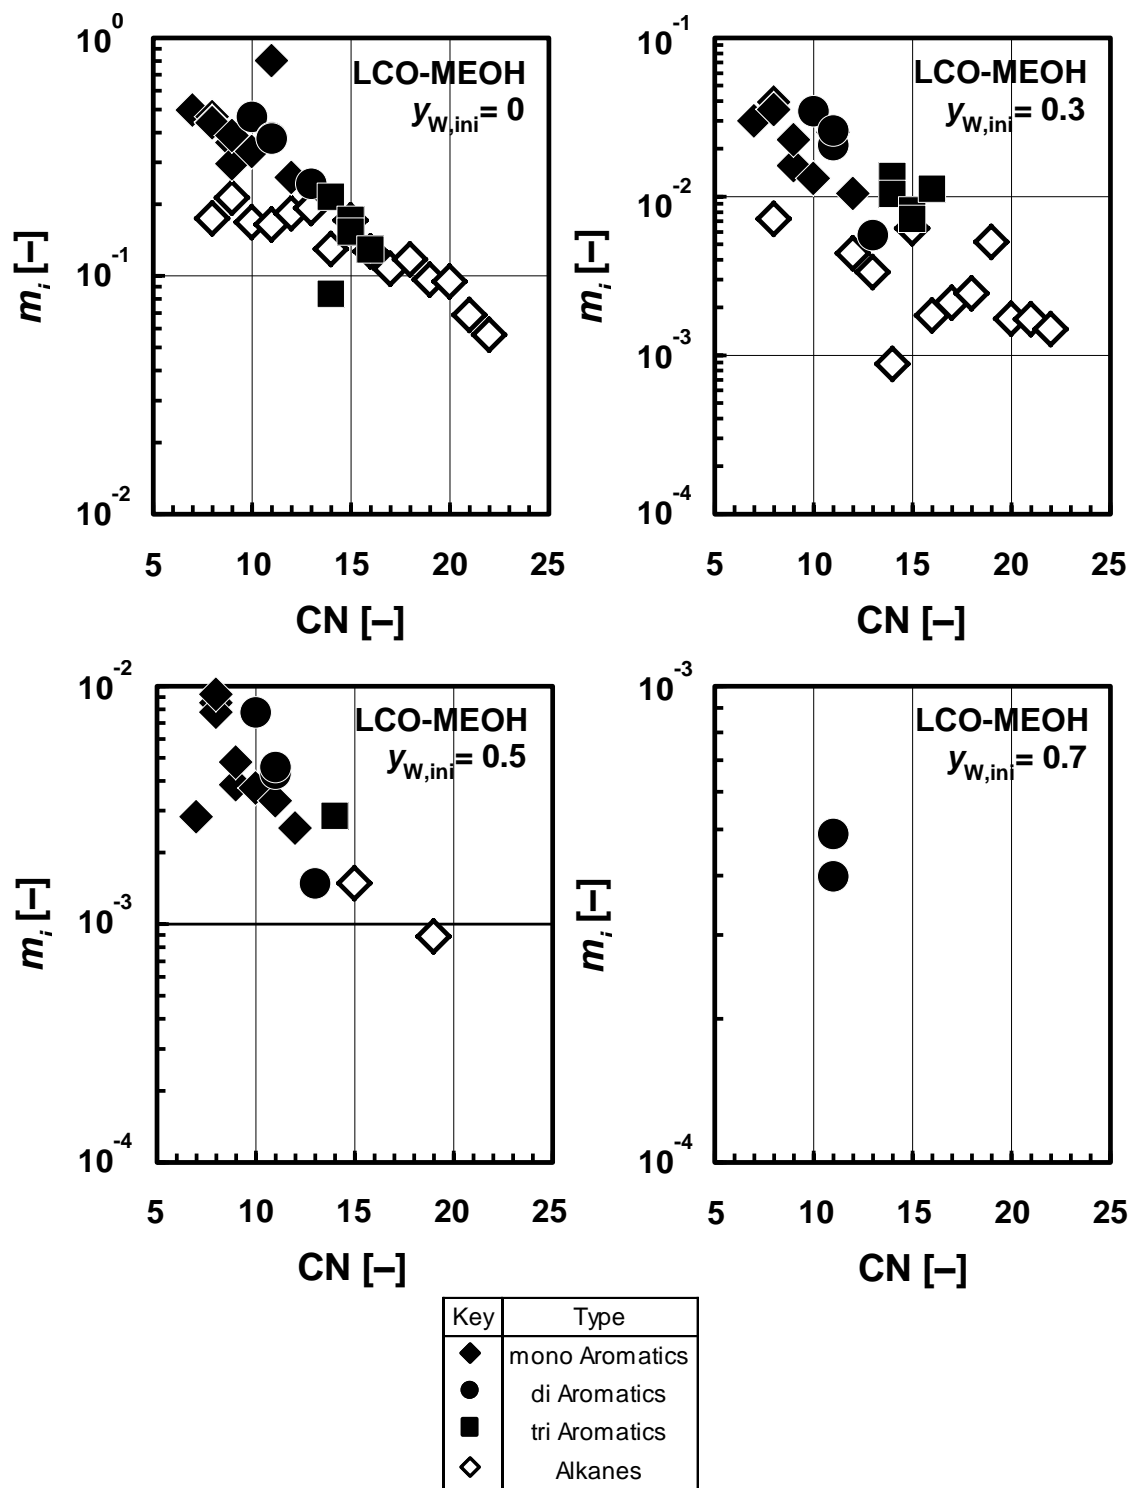 10^0
10^-1
10^-2
m_i [–]
LCO-MEOH
y_W,ini= 0
5 10 15 20 25
CN [–]
10^-1
10^-2
10^-3
10^-4
m_i [–]
LCO-MEOH
y_W,ini= 0.3
5 10 15 20 25
CN [–]
10^-2
10^-3
10^-4
m_i [–]
LCO-MEOH
y_W,ini= 0.5
5 10 15 20 25
CN [–]
10^-3
10^-4
m_i [–]
LCO-MEOH
y_W,ini= 0.7
5 10 15 20 25
CN [–]
Key Type
mono Aromatics
di Aromatics
tri Aromatics
Alkanes